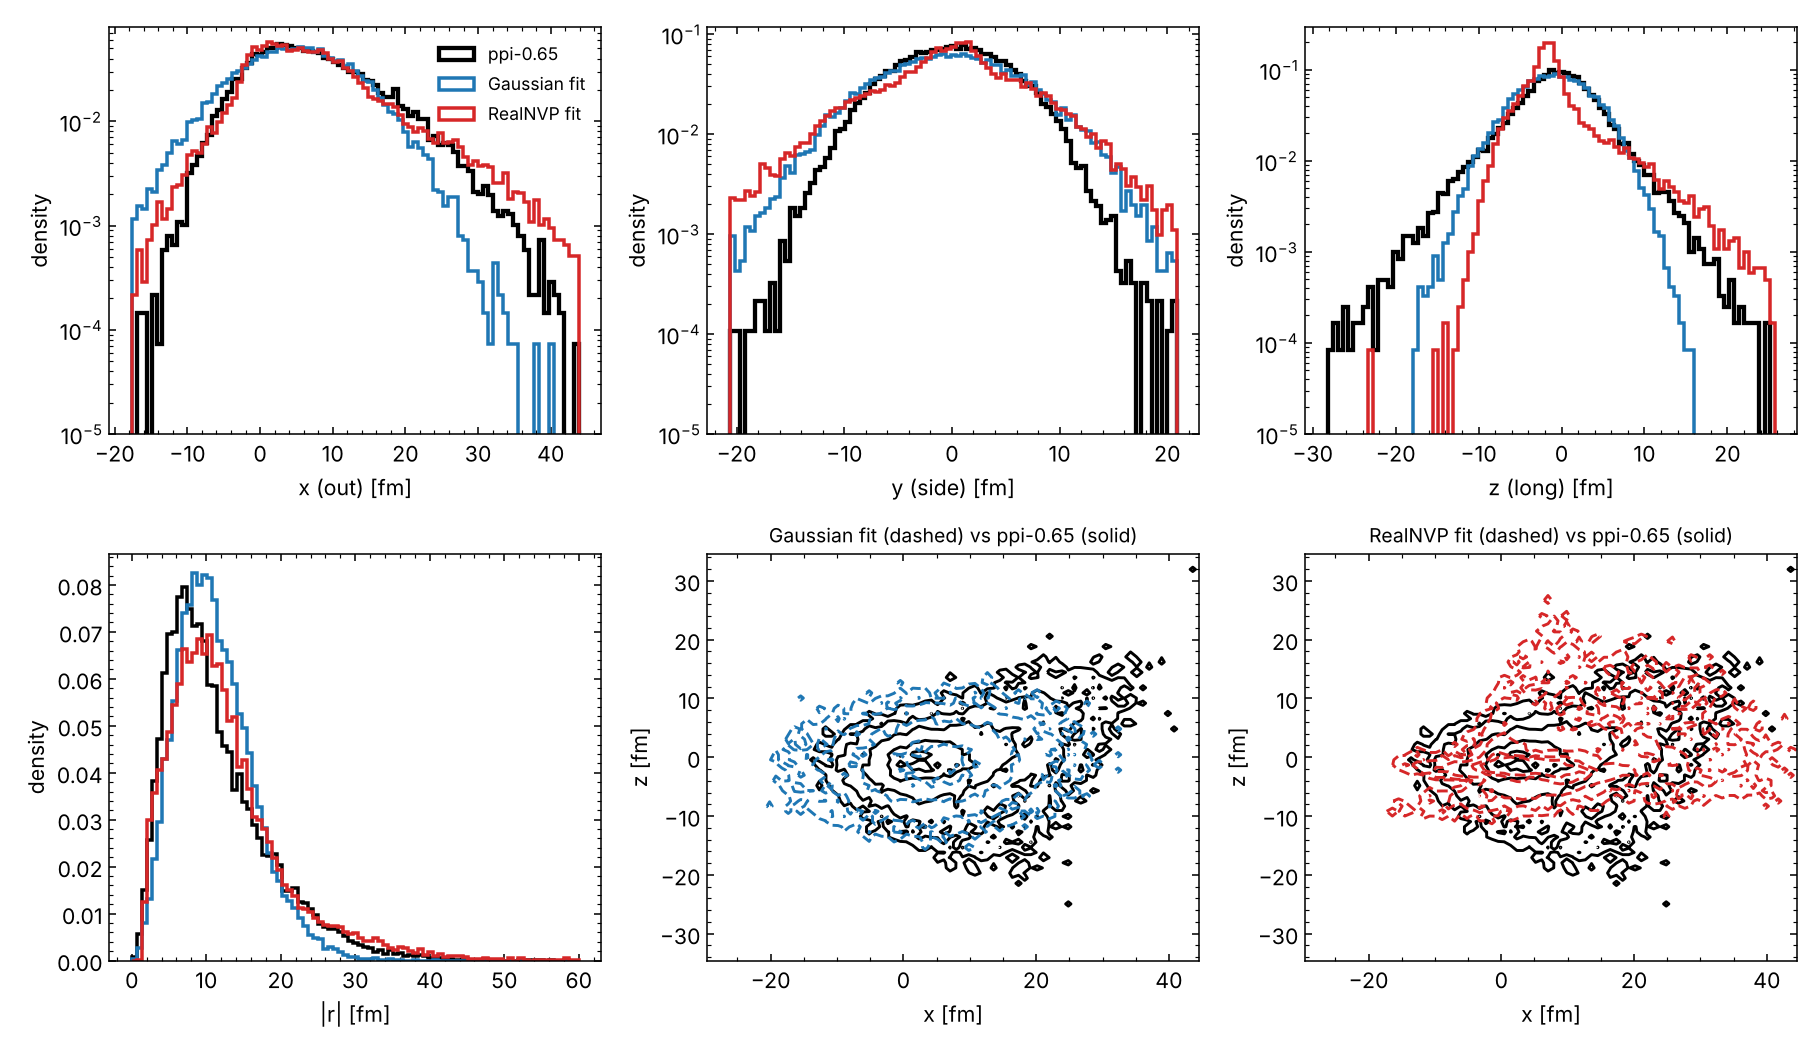 ppi-0.65
Gaussian fit
RealNVP fit
density
10⁻²
10⁻³
10⁻⁴
10⁻⁵
−20 −10 0 10 20 30 40
x (out) [fm]
density
10⁻¹
10⁻²
10⁻³
10⁻⁴
10⁻⁵
−20 −10 0 10 20
y (side) [fm]
density
10⁻¹
10⁻²
10⁻³
10⁻⁴
10⁻⁵
−30 −20 −10 0 10 20
z (long) [fm]
density
0.08
0.07
0.06
0.05
0.04
0.03
0.02
0.01
0.00
0 10 20 30 40 50 60
|r| [fm]
Gaussian fit (dashed) vs ppi-0.65 (solid)
z [fm]
30
20
10
0
−10
−20
−30
−20 0 20 40
x [fm]
RealNVP fit (dashed) vs ppi-0.65 (solid)
z [fm]
30
20
10
0
−10
−20
−30
−20 0 20 40
x [fm]